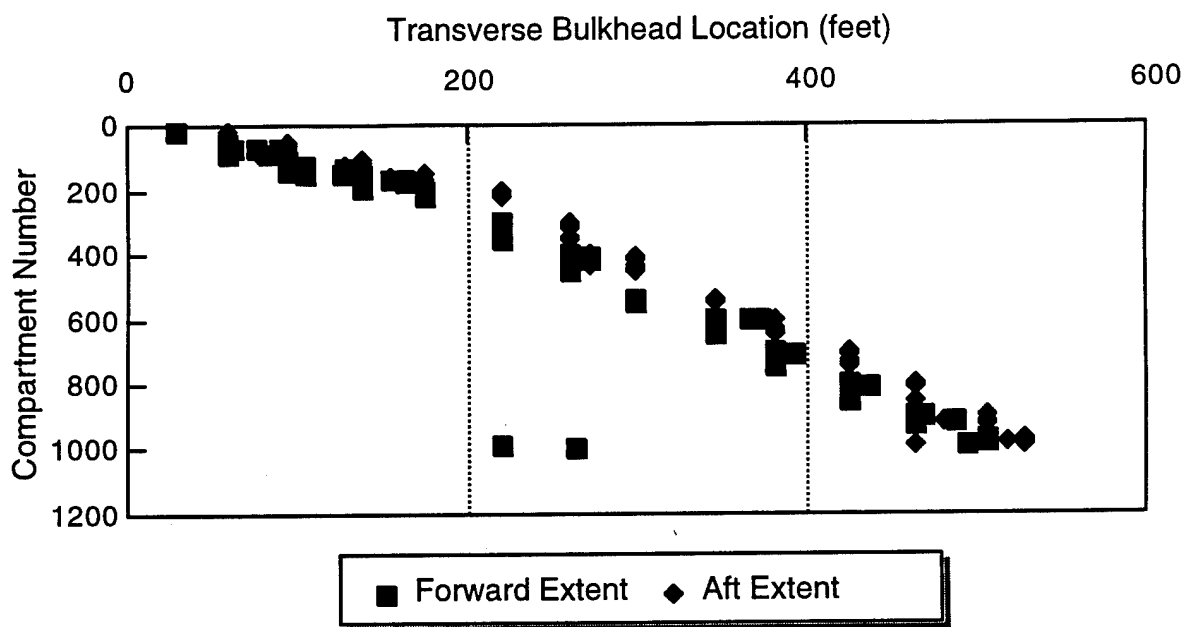 Transverse Bulkhead Location (feet)
0 200 400 600
0
200
400
600
800
1000
1200
Compartment Number
Forward Extent Aft Extent